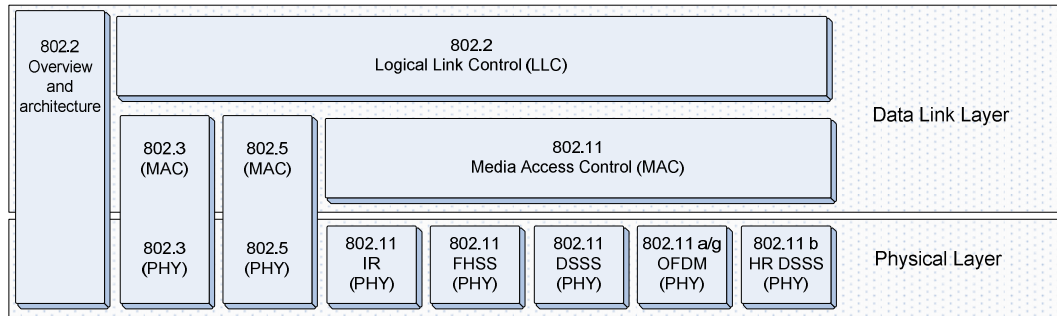 802.2
Overview
and
architecture
802.2
Logical Link Control (LLC)
Data Link Layer
802.3
(MAC)
802.5
(MAC)
802.11
Media Access Control (MAC)
802.3
(PHY)
802.5
(PHY)
802.11
IR
(PHY)
802.11
FHSS
(PHY)
802.11
DSSS
(PHY)
802.11 a/g
OFDM
(PHY)
802.11 b
HR DSSS
(PHY)
Physical Layer